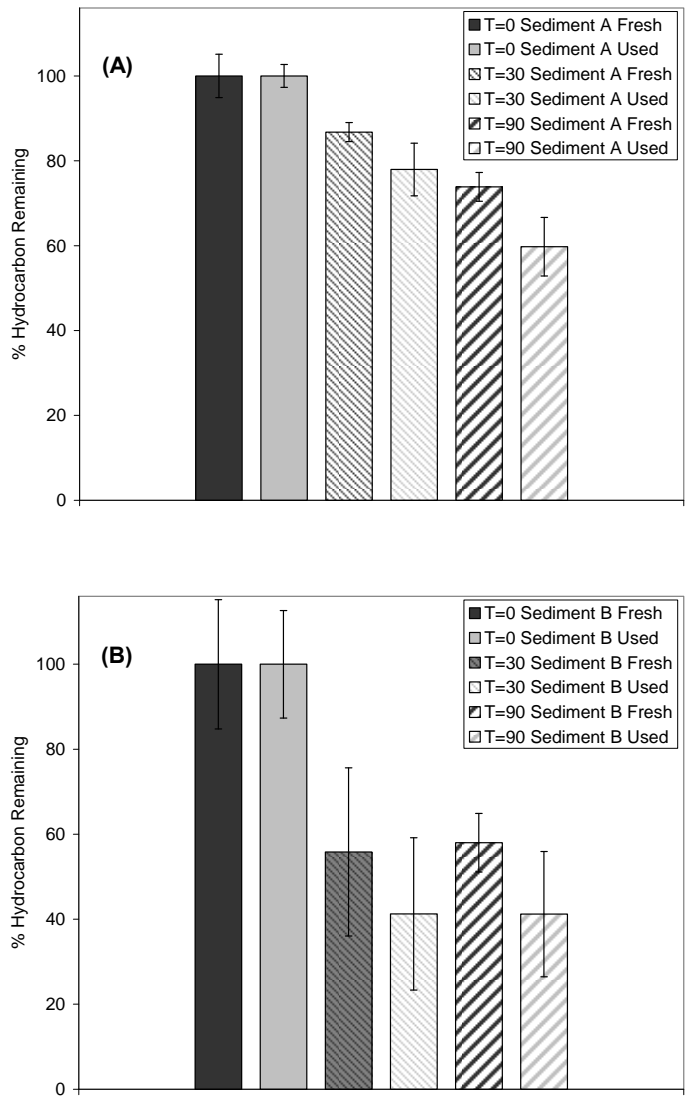 T=0 Sediment A Fresh
T=0 Sediment A Used
T=30 Sediment A Fresh
T=30 Sediment A Used
T=90 Sediment A Fresh
T=90 Sediment A Used
(A)
% Hydrocarbon Remaining
100
80
60
40
20
0
T=0 Sediment B Fresh
T=0 Sediment B Used
T=30 Sediment B Fresh
T=30 Sediment B Used
T=90 Sediment B Fresh
T=90 Sediment B Used
(B)
% Hydrocarbon Remaining
100
80
60
40
20
0